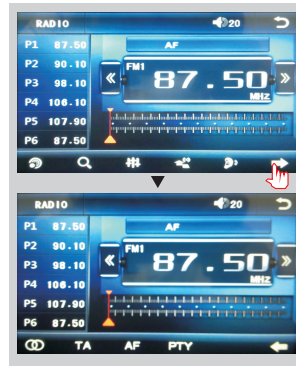 RADIO 20
P1 87.50 AF
P2 90.10 FM1
P3 98.10 87.50
P4 106.10 MHZ
P5 107.90
P6 87.50
RADIO 20
P1 87.50 AF
P2 90.10 FM1
P3 98.10 87.50
P4 106.10 MHZ
P5 107.90
P6 87.50
TA AF PTY